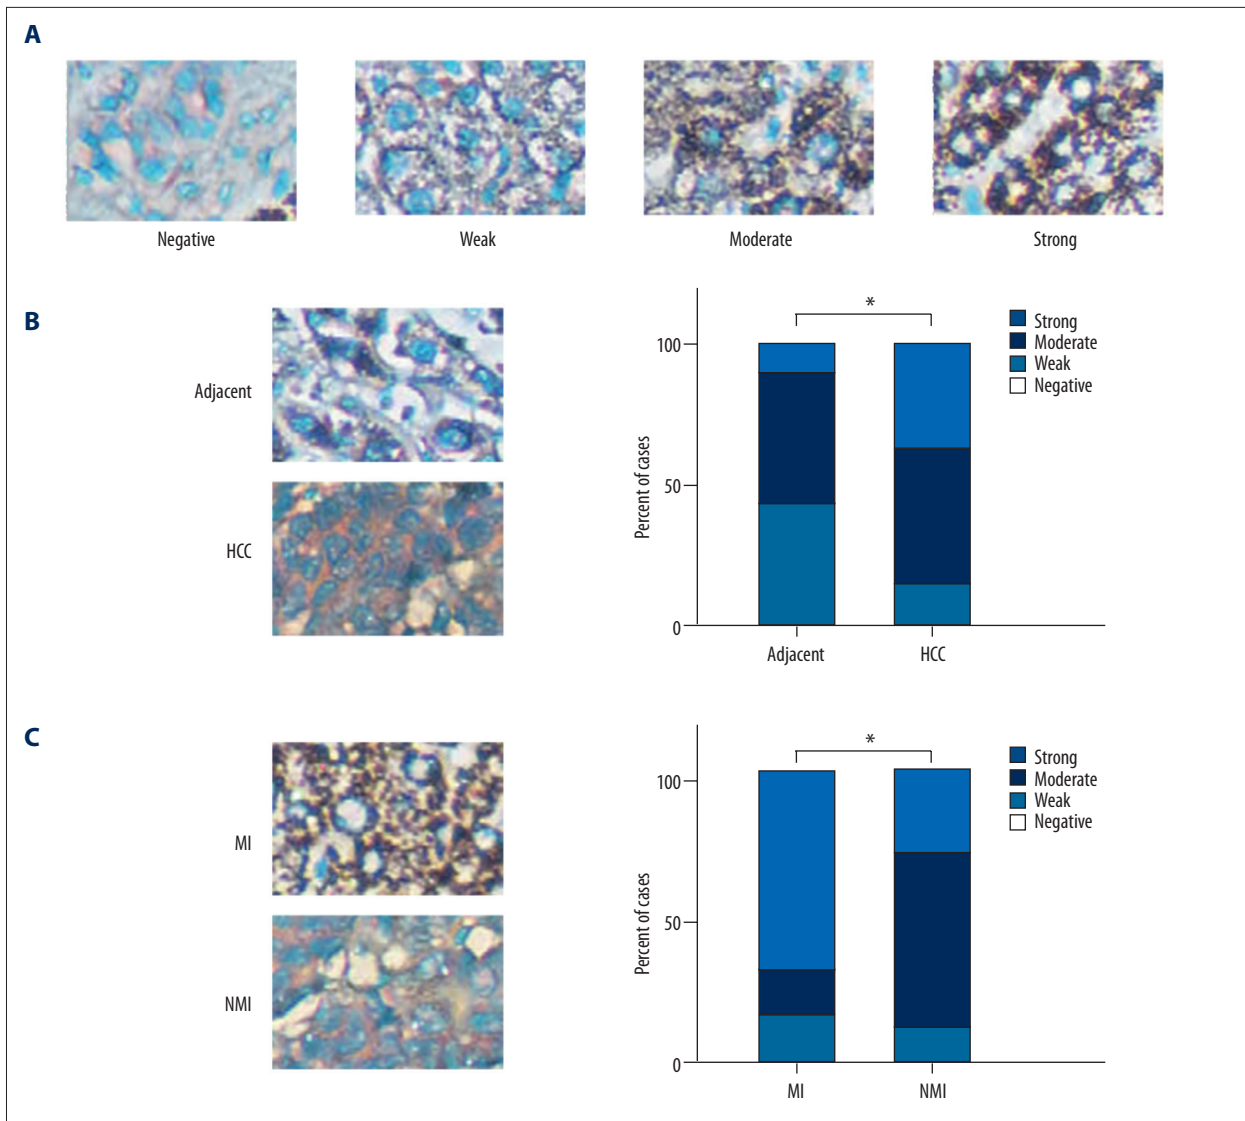 A
Negative
Weak
Moderate
Strong
B
Adjacent
HCC
Percent of cases
100
50
0
*
Adjacent
HCC
Strong
Moderate
Weak
Negative
C
MI
NMI
Percent of cases
100
50
0
*
MI
NMI
Strong
Moderate
Weak
Negative